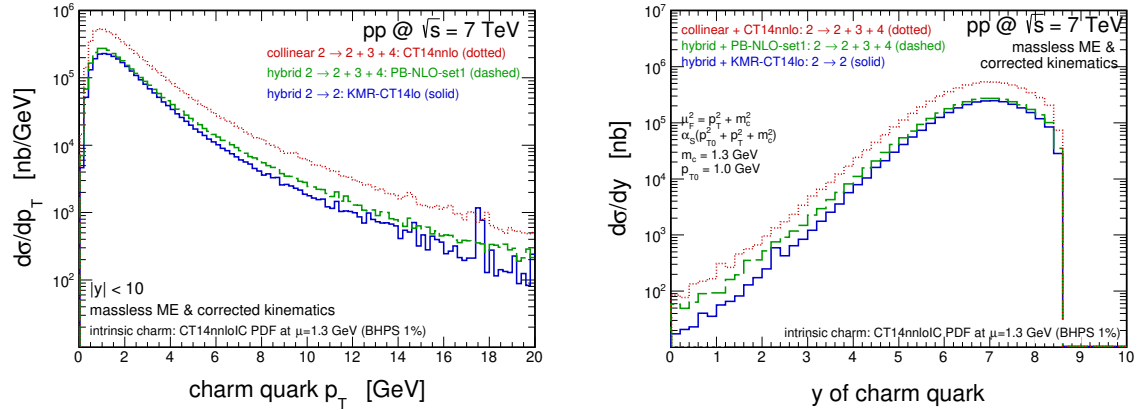 pp @ √s = 7 TeV
collinear 2 → 2 + 3 + 4: CT14nnlo (dotted)
hybrid 2 → 2 + 3 + 4: PB-NLO-set1 (dashed)
hybrid 2 → 2: KMR-CT14lo (solid)
dσ/dp_T [nb/GeV]
10^6
10^5
10^4
10^3
10^2
|y| < 10
massless ME & corrected kinematics
intrinsic charm: CT14nnloIC PDF at μ=1.3 GeV (BHPS 1%)
0 2 4 6 8 10 12 14 16 18 20
charm quark p_T [GeV]
pp @ √s = 7 TeV
collinear + CT14nnlo: 2 → 2 + 3 + 4 (dotted)
hybrid + PB-NLO-set1: 2 → 2 + 3 + 4 (dashed)
hybrid + KMR-CT14lo: 2 → 2 (solid)
massless ME &
corrected kinematics
μ_F^2 = p_T^2 + m_c^2
α_S(p_T0^2 + p_T^2 + m_c^2)
m_c = 1.3 GeV
p_T0 = 1.0 GeV
dσ/dy [nb]
10^7
10^6
10^5
10^4
10^3
10^2
intrinsic charm: CT14nnloIC PDF at μ=1.3 GeV (BHPS 1%)
0 1 2 3 4 5 6 7 8 9 10
y of charm quark